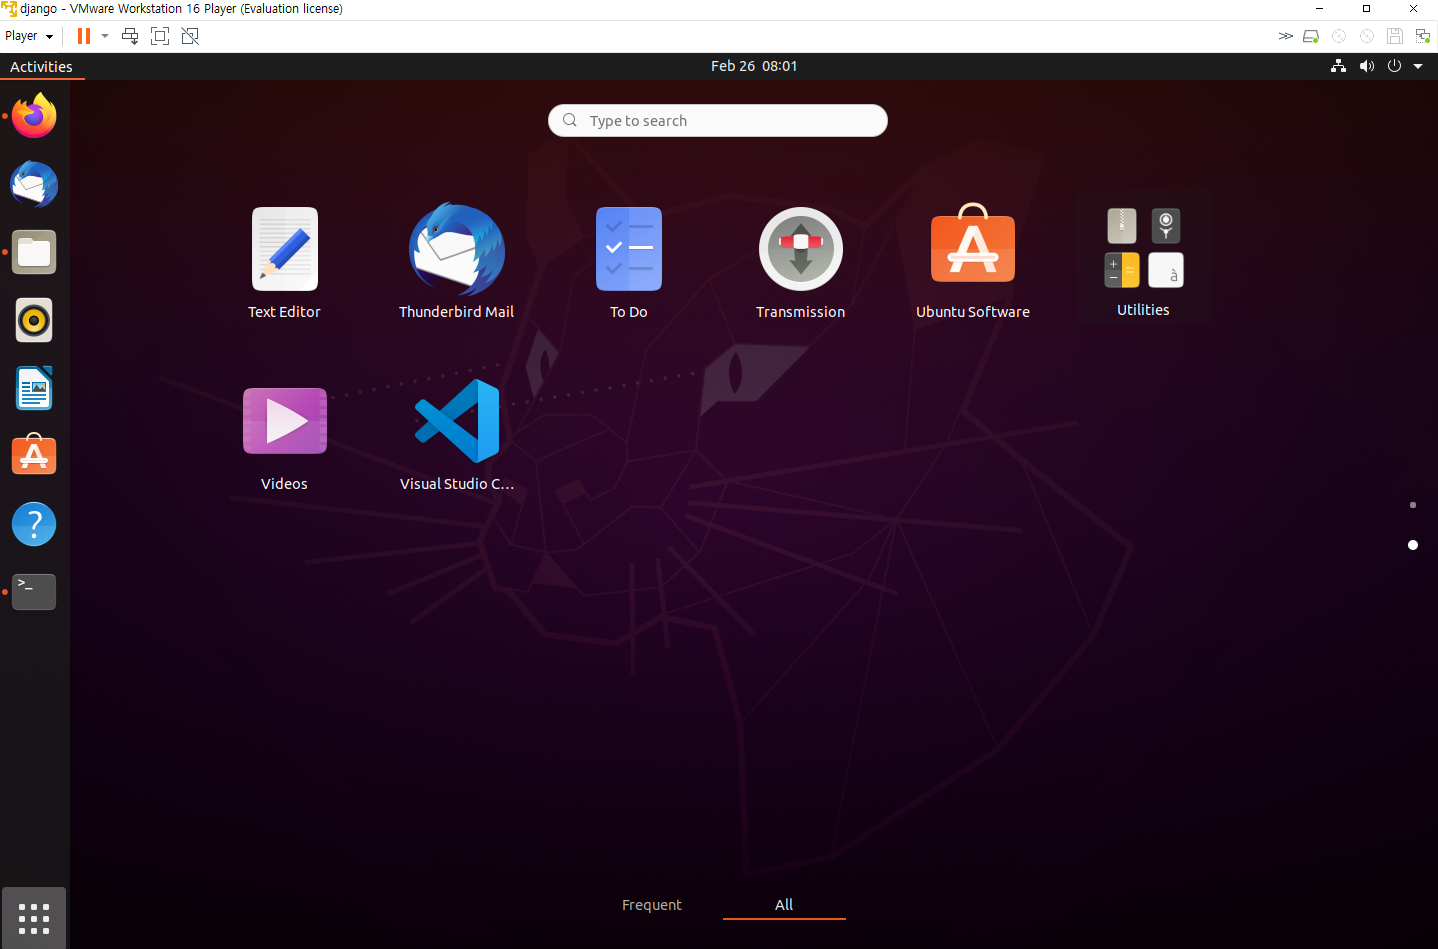 django - VMware Workstation 16 Player (Evaluation license)
Player
Activities
Feb 26 08:01
Type to search
Text Editor
Thunderbird Mail
To Do
Transmission
Ubuntu Software
Utilities
Videos
Visual Studio C...
Frequent
All